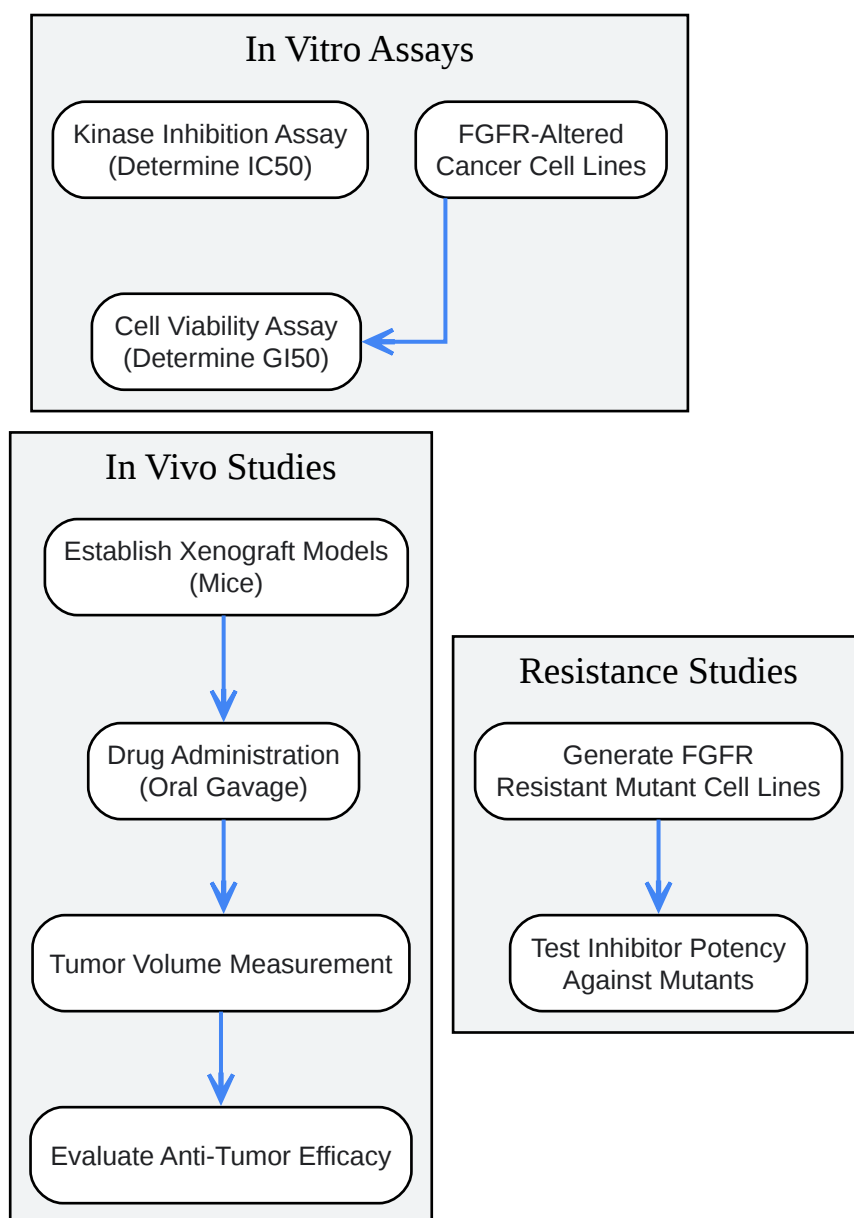 In Vitro Assays
Kinase Inhibition Assay
(Determine IC50)
FGFR-Altered
Cancer Cell Lines
Cell Viability Assay
(Determine GI50)
In Vivo Studies
Establish Xenograft Models
(Mice)
Drug Administration
(Oral Gavage)
Tumor Volume Measurement
Evaluate Anti-Tumor Efficacy
Resistance Studies
Generate FGFR
Resistant Mutant Cell Lines
Test Inhibitor Potency
Against Mutants